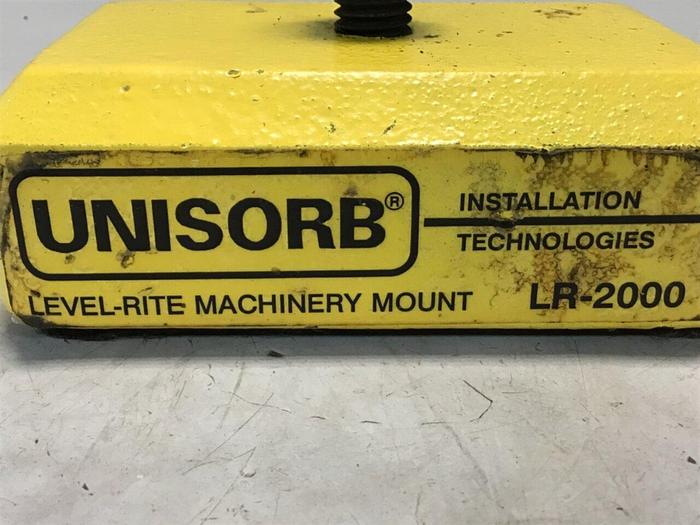 UNISORB®
INSTALLATION
TECHNOLOGIES
LEVEL-RITE MACHINERY MOUNT LR-2000